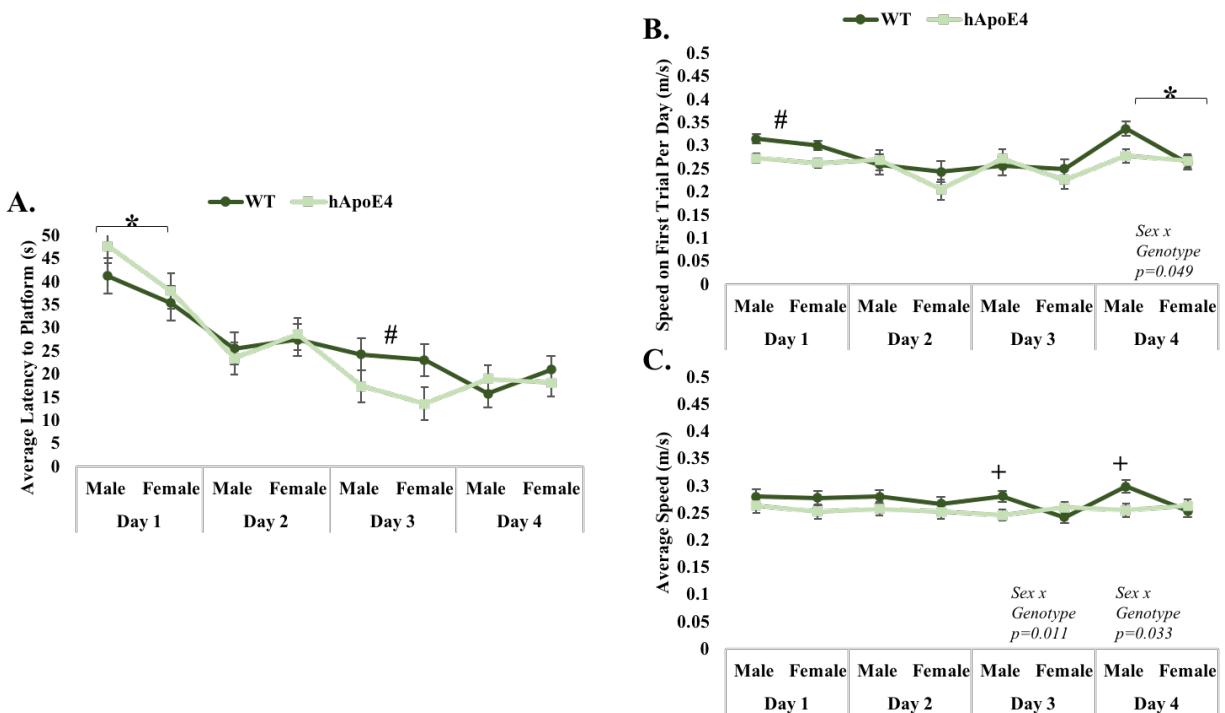 A.
WT hApoE4
*
#
Average Latency to Platform (s)
50
45
40
35
30
25
20
15
10
5
0
Male Female Male Female Male Female Male Female
Day 1 Day 2 Day 3 Day 4
B.
WT hApoE4
#
*
Speed on First Trial Per Day (m/s)
0.5
0.45
0.4
0.35
0.3
0.25
0.2
0.15
0.1
0.05
0
Sex x
Genotype
p=0.049
Male Female Male Female Male Female Male Female
Day 1 Day 2 Day 3 Day 4
C.
+ +
Average Speed (m/s)
0.5
0.45
0.4
0.35
0.3
0.25
0.2
0.15
0.1
0.05
0
Sex x
Genotype
p=0.011
Sex x
Genotype
p=0.033
Male Female Male Female Male Female Male Female
Day 1 Day 2 Day 3 Day 4